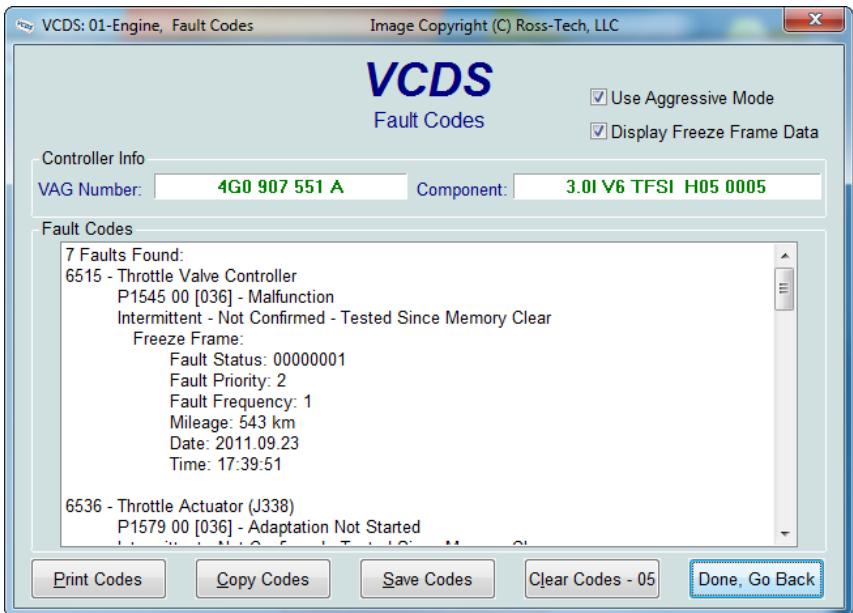 VCDS: 01-Engine, Fault Codes Image Copyright (C) Ross-Tech, LLC
VCDS
Fault Codes
Use Aggressive Mode
Display Freeze Frame Data
Controller Info
VAG Number: 4G0 907 551 A Component: 3.0l V6 TFSI H05 0005
Fault Codes
7 Faults Found:
6515 - Throttle Valve Controller
P1545 00 [036] - Malfunction
Intermittent - Not Confirmed - Tested Since Memory Clear
Freeze Frame:
Fault Status: 00000001
Fault Priority: 2
Fault Frequency: 1
Mileage: 543 km
Date: 2011.09.23
Time: 17:39:51
6536 - Throttle Actuator (J338)
P1579 00 [036] - Adaptation Not Started
Print Codes Copy Codes Save Codes Clear Codes - 05 Done, Go Back